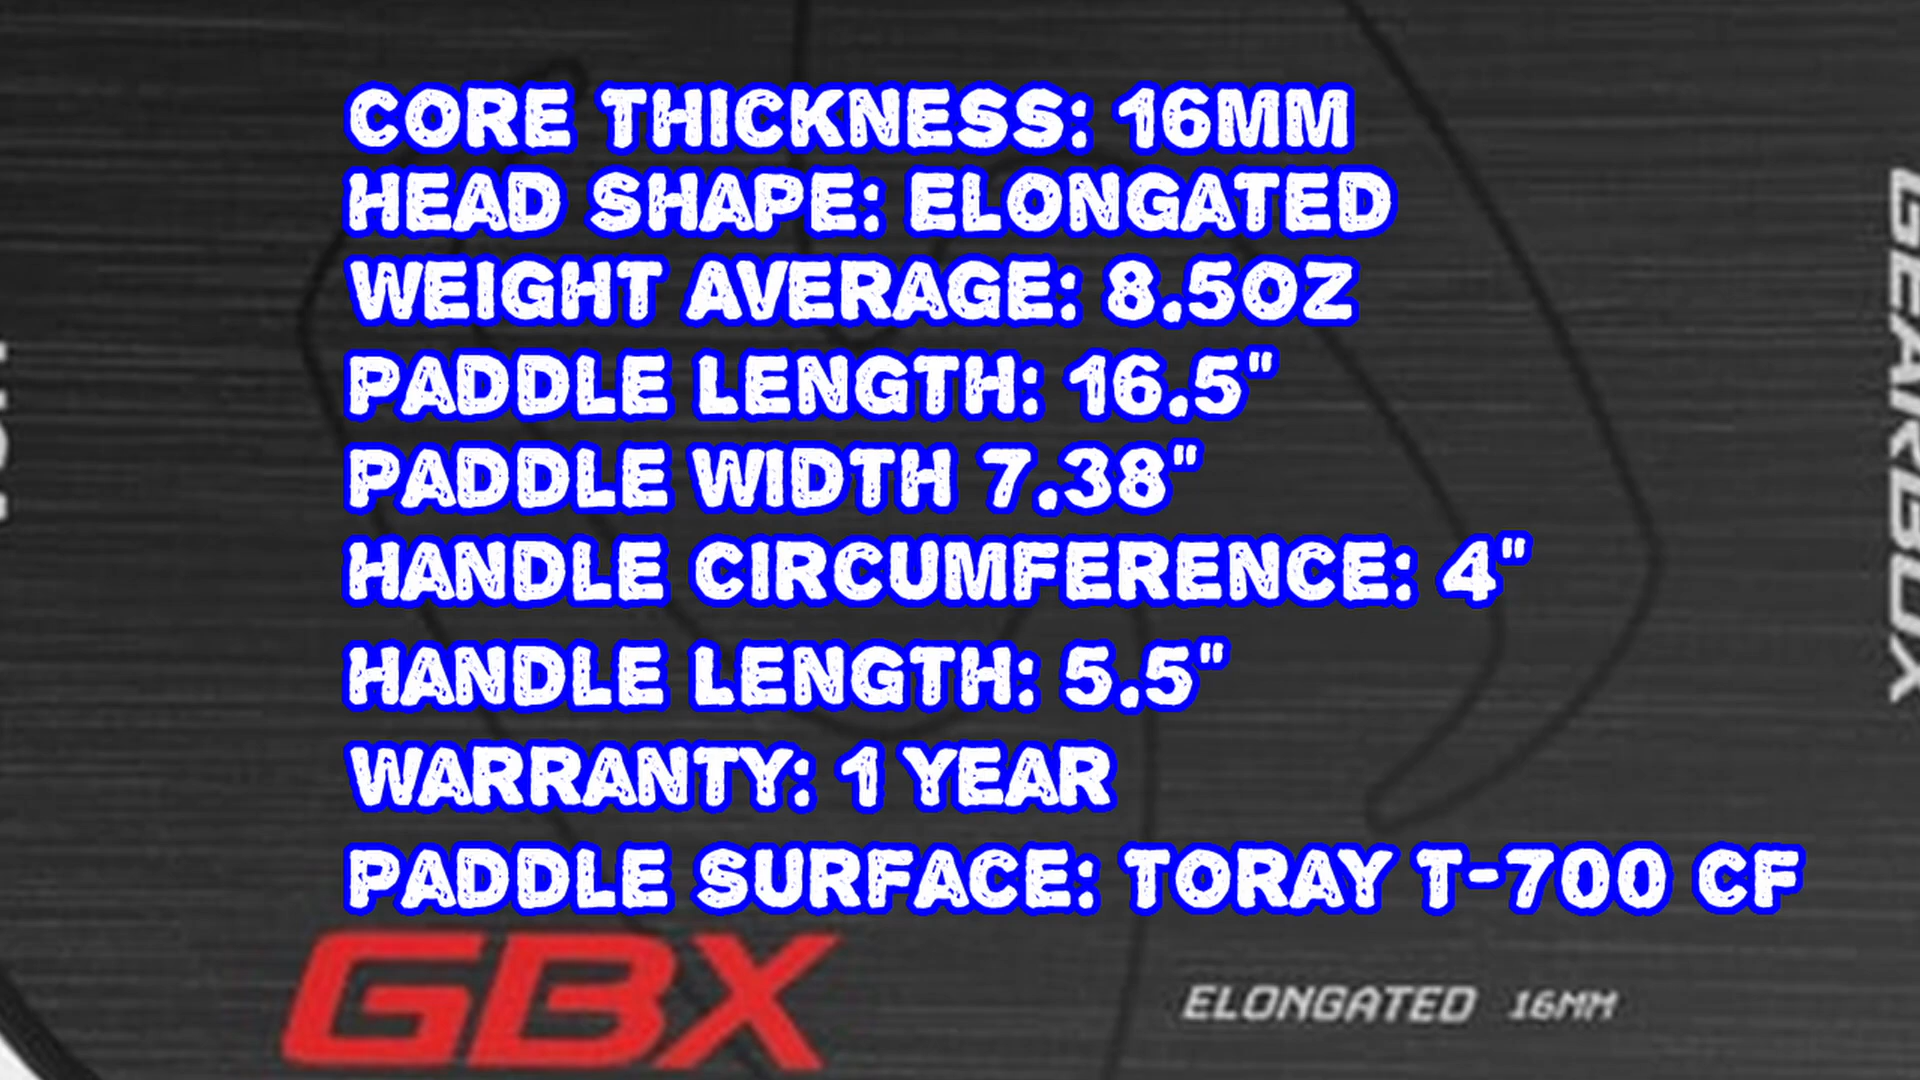 CORE THICKNESS: 16MM
HEAD SHAPE: ELONGATED
WEIGHT AVERAGE: 8.5OZ
PADDLE LENGTH: 16.5"
PADDLE WIDTH 7.38"
HANDLE CIRCUMFERENCE: 4"
HANDLE LENGTH: 5.5"
WARRANTY: 1 YEAR
PADDLE SURFACE: TORAY T-700 CF
GBX
ELONGATED 16MM
GEARBOX